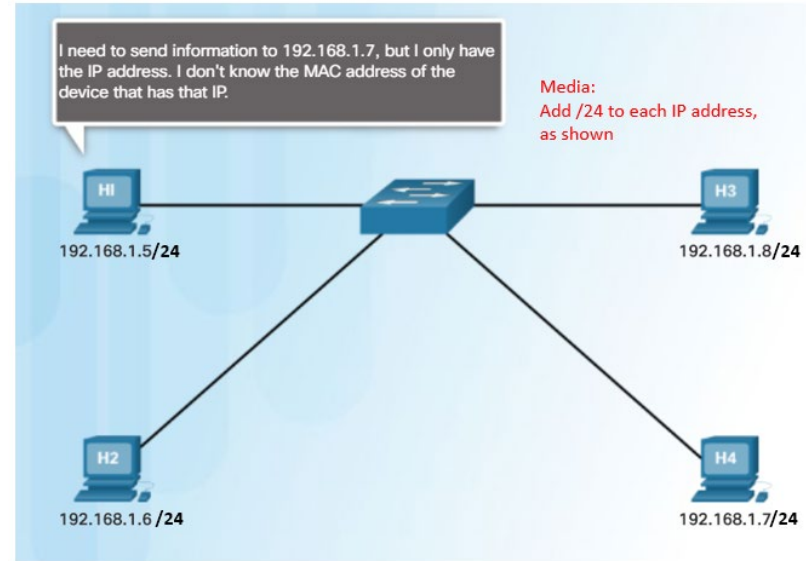 I need to send information to 192.168.1.7, but I only have
the IP address. I don't know the MAC address of the
device that has that IP.
Media:
Add /24 to each IP address,
as shown
H1
H3
192.168.1.5/24
192.168.1.8/24
H2
H4
192.168.1.6 /24
192.168.1.7/24